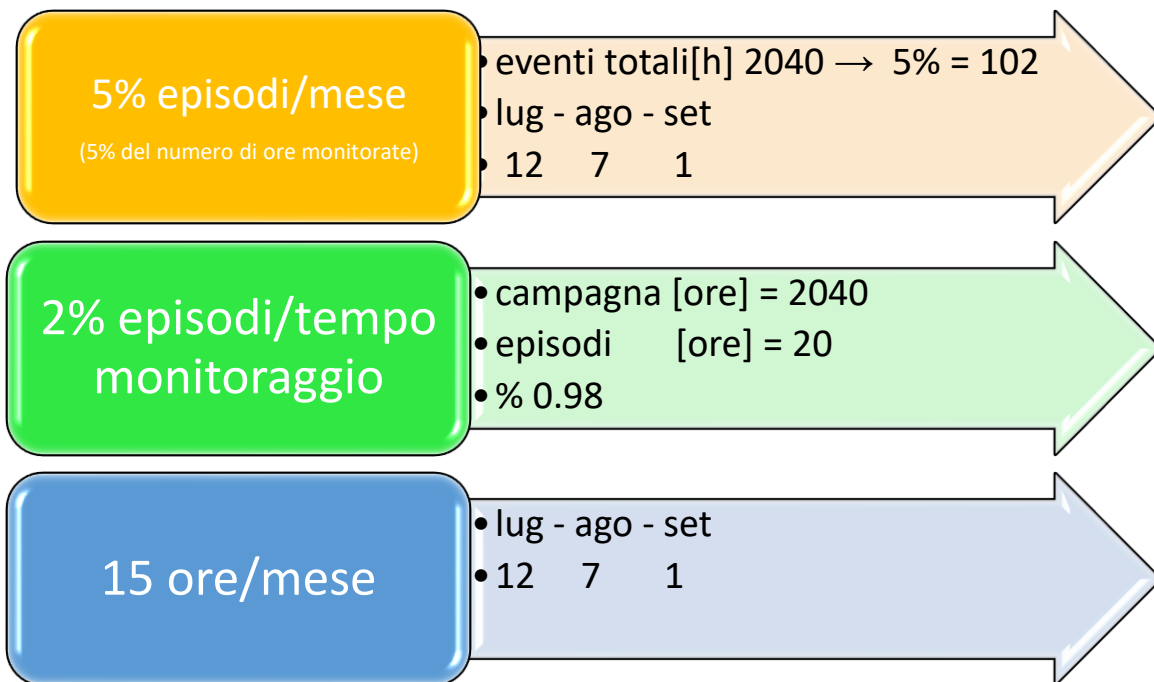 5% episodi/mese
(5% del numero di ore monitorate)
• eventi totali[h] 2040 → 5% = 102
• lug - ago - set
• 12 7 1
2% episodi/tempo
monitoraggio
• campagna [ore] = 2040
• episodi [ore] = 20
• % 0.98
15 ore/mese
• lug - ago - set
• 12 7 1